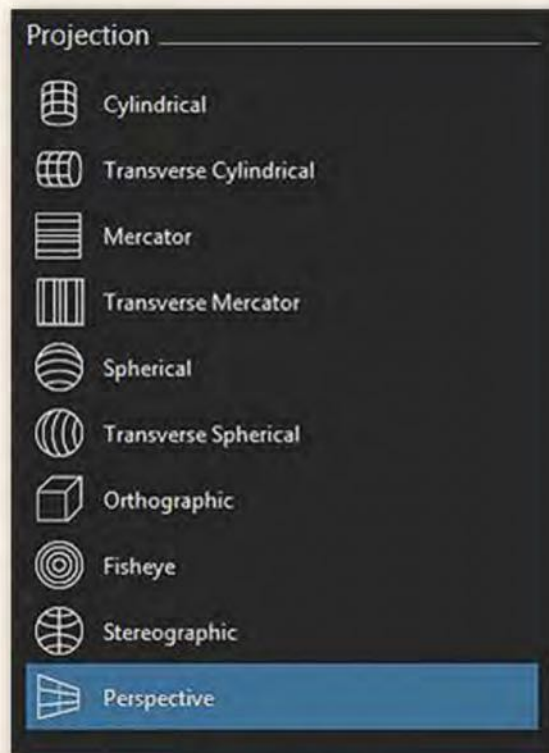 Projection
Cylindrical
Transverse Cylindrical
Mercator
Transverse Mercator
Spherical
Transverse Spherical
Orthographic
Fisheye
Stereographic
Perspective